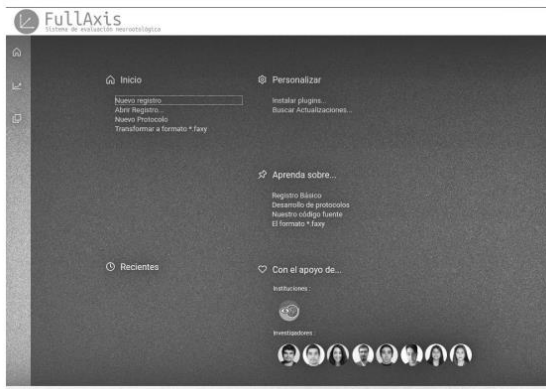 FullAxis
Sistema de evaluación neurootológica
Inicio
Nuevo registro
Abrir Registro...
Nuevo Protocolo
Transformar a formato *.faxy
Personalizar
Instalar plugins...
Buscar Actualizaciones...
Aprenda sobre...
Registro Básico
Desarrollo de protocolos
Nuestro código fuente
El formato *.faxy
Recientes
Con el apoyo de...
Instituciones :
Investigadores :